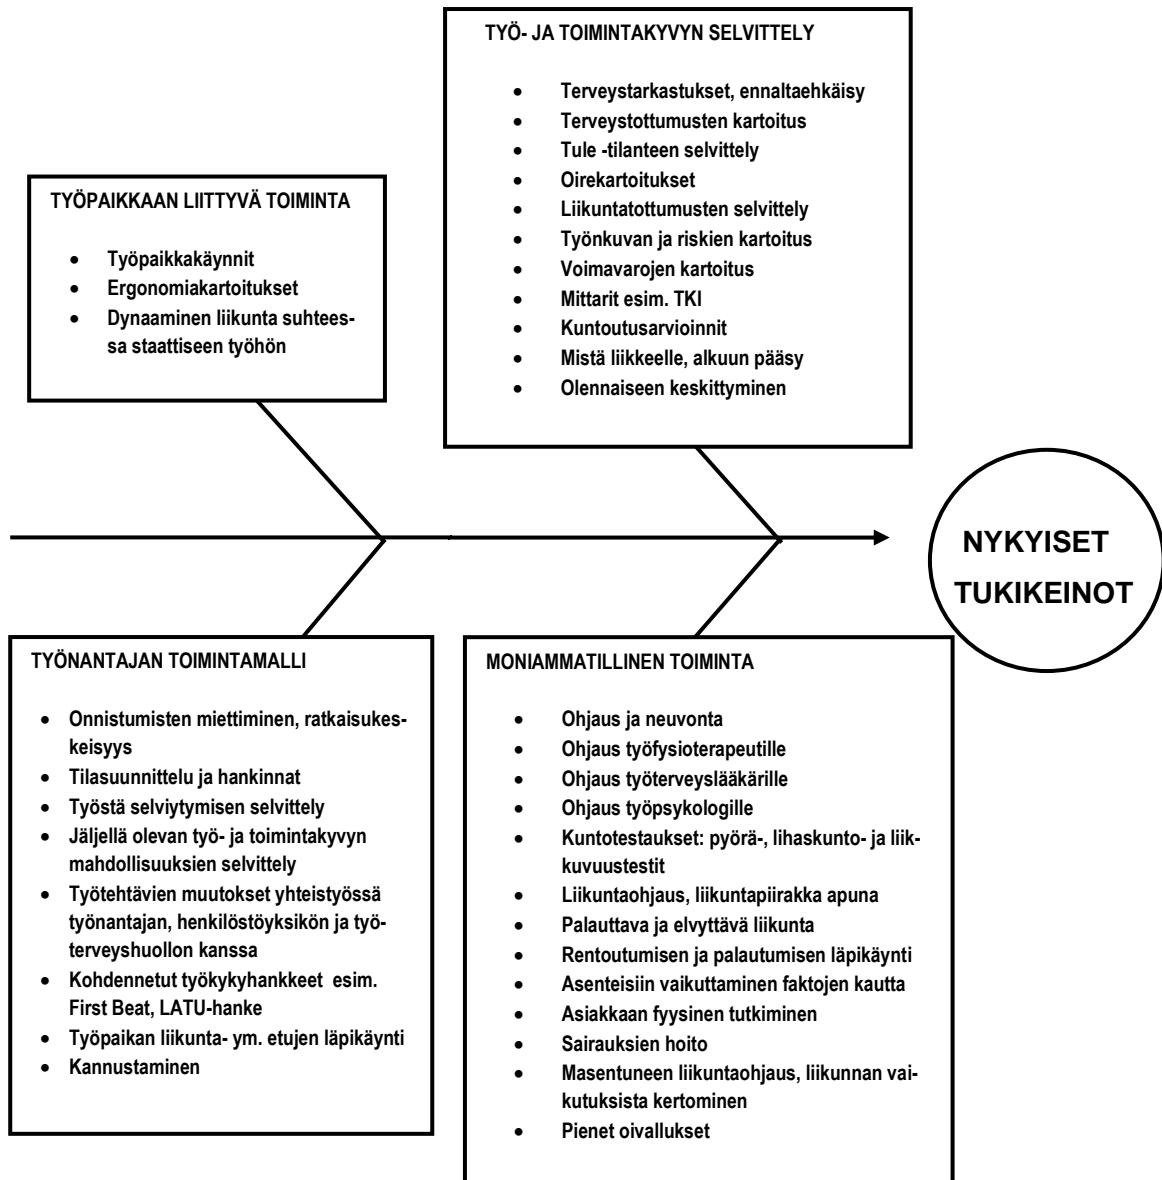 TYÖ- JA TOIMINTAKYVYN SELVITTELY
• Terveystarkastukset, ennaltaehkäisy
• Terveystottumusten kartoitus
• Tule -tilanteen selvittely
• Oirekartoitukset
• Liikuntatottumusten selvittely
• Työnkuvan ja riskien kartoitus
• Voimavarojen kartoitus
• Mittarit esim. TKI
• Kuntoutusarvioinnit
• Mistä liikkeelle, alkuun pääsy
• Olennaiseen keskittyminen
TYÖPAIKKAAN LIITTYVÄ TOIMINTA
• Työpaikkakäynnit
• Ergonomiakartoitukset
• Dynaaminen liikunta suhtees-
sa staattiseen työhön
NYKYISET
TUKIKEINOT
TYÖNANTAJAN TOIMINTAMALLI
• Onnistumisten miettiminen, ratkaisukes-
keisyys
• Tilasuunnittelu ja hankinnat
• Työstä selviytymisen selvittely
• Jäljellä olevan työ- ja toimintakyvyn
mahdollisuuksien selvittely
• Työtehtävien muutokset yhteistyössä
työnantajan, henkilöstöyksikön ja työ-
terveyshuollon kanssa
• Kohdennetut työkykyhankkeet esim.
First Beat, LATU-hanke
• Työpaikan liikunta- ym. etujen läpikäynti
• Kannustaminen
MONIAMMATILLINEN TOIMINTA
• Ohjaus ja neuvonta
• Ohjaus työfysioterapeutille
• Ohjaus työterveyslääkärille
• Ohjaus työpsykologille
• Kuntotestaukset: pyörä-, lihaskunto- ja liik-
kuvuustestit
• Liikuntaohjaus, liikuntapiirakka apuna
• Palauttava ja elvyttävä liikunta
• Rentoutumisen ja palautumisen läpikäynti
• Asenteisiin vaikuttaminen faktojen kautta
• Asiakkaan fyysinen tutkiminen
• Sairauksien hoito
• Masentuneen liikuntaohjaus, liikunnan vai-
kutuksista kertominen
• Pienet oivallukset